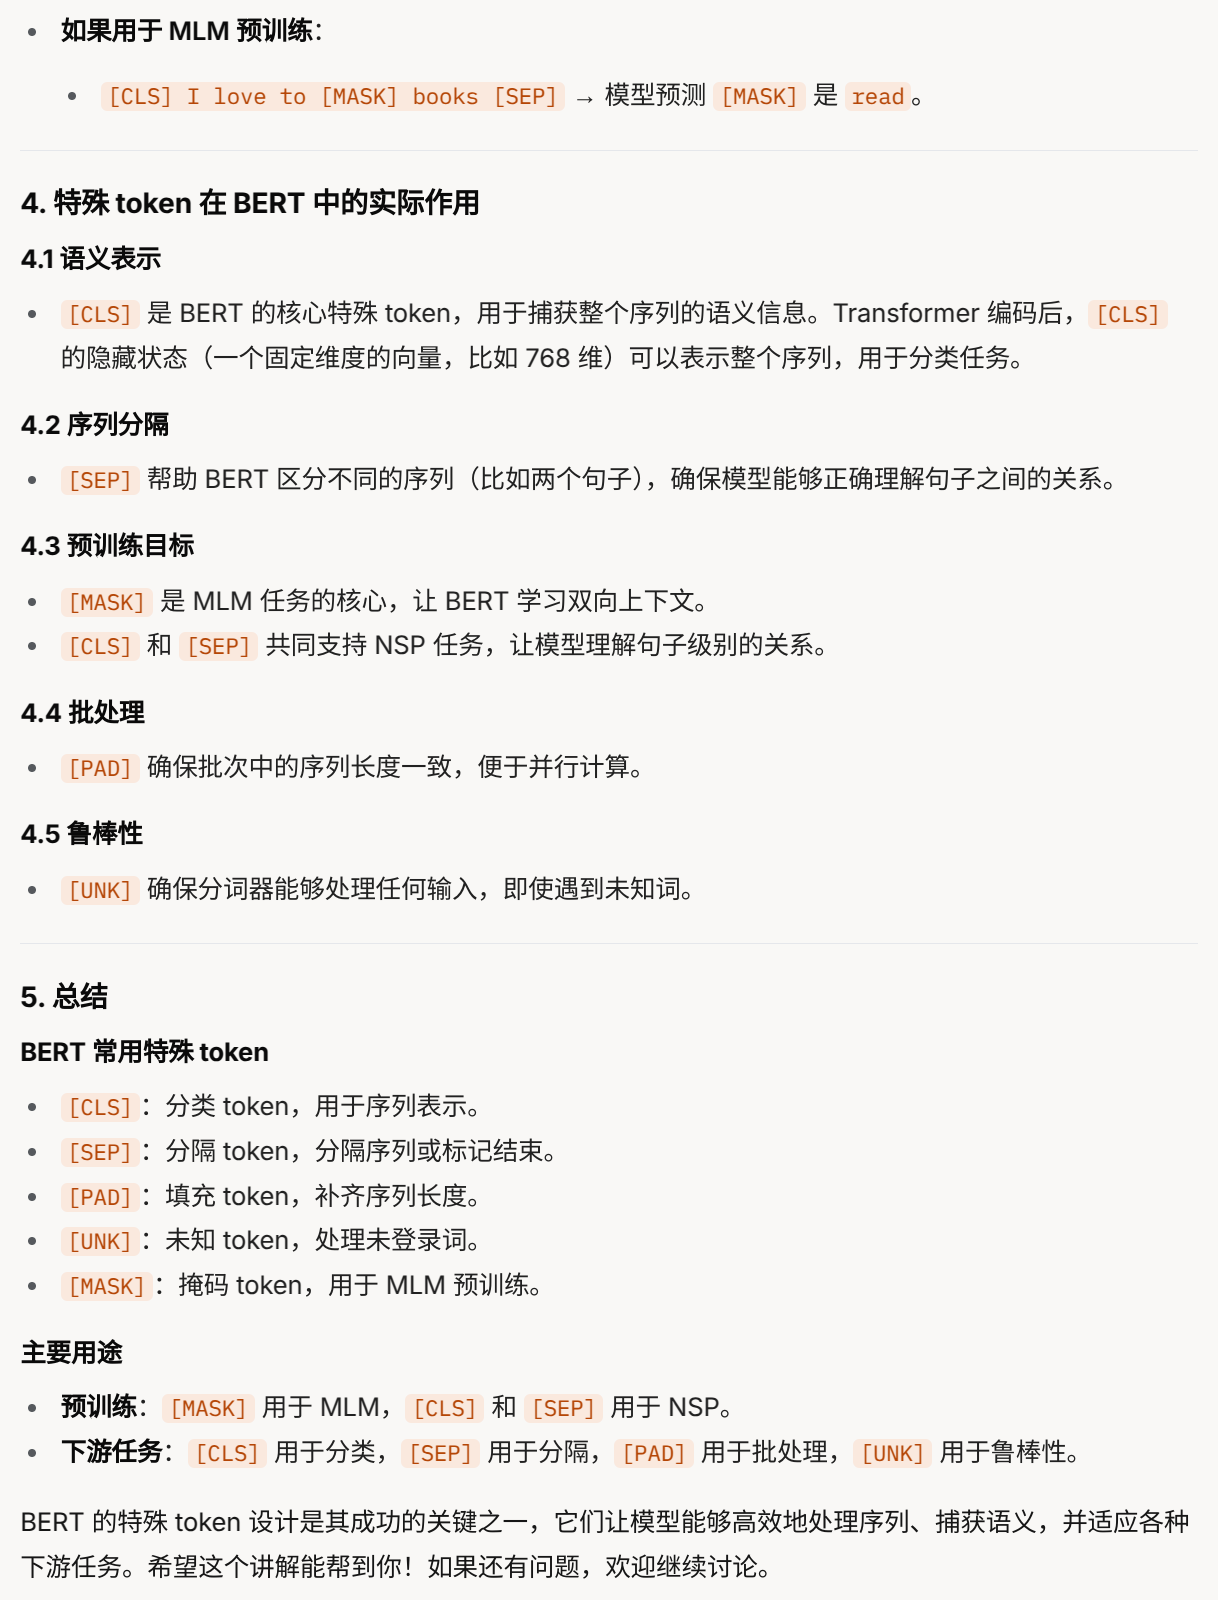 如果用于 MLM 预训练：
[CLS] I love to [MASK] books [SEP] → 模型预测 [MASK] 是 read。
4. 特殊 token 在 BERT 中的实际作用
4.1 语义表示
[CLS] 是 BERT 的核心特殊 token，用于捕获整个序列的语义信息。Transformer 编码后，[CLS]
的隐藏状态（一个固定维度的向量，比如 768 维）可以表示整个序列，用于分类任务。
4.2 序列分隔
[SEP] 帮助 BERT 区分不同的序列（比如两个句子），确保模型能够正确理解句子之间的关系。
4.3 预训练目标
[MASK] 是 MLM 任务的核心，让 BERT 学习双向上下文。
[CLS] 和 [SEP] 共同支持 NSP 任务，让模型理解句子级别的关系。
4.4 批处理
[PAD] 确保批次中的序列长度一致，便于并行计算。
4.5 鲁棒性
[UNK] 确保分词器能够处理任何输入，即使遇到未知词。
5. 总结
BERT 常用特殊 token
[CLS]：分类 token，用于序列表示。
[SEP]：分隔 token，分隔序列或标记结束。
[PAD]：填充 token，补齐序列长度。
[UNK]：未知 token，处理未登录词。
[MASK]：掩码 token，用于 MLM 预训练。
主要用途
预训练：[MASK] 用于 MLM，[CLS] 和 [SEP] 用于 NSP。
下游任务：[CLS] 用于分类，[SEP] 用于分隔，[PAD] 用于批处理，[UNK] 用于鲁棒性。
BERT 的特殊 token 设计是其成功的关键之一，它们让模型能够高效地处理序列、捕获语义，并适应各种
下游任务。希望这个讲解能帮到你！如果还有问题，欢迎继续讨论。